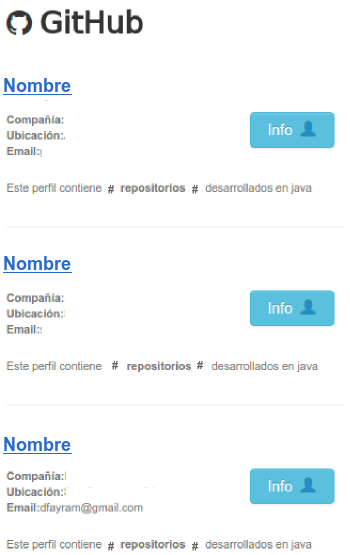 GitHub
Nombre
Compañía:
Ubicación:
Email:
Info
Este perfil contiene # repositorios # desarrollados en java
Nombre
Compañía:
Ubicación:
Email:
Info
Este perfil contiene # repositorios # desarrollados en java
Nombre
Compañía:
Ubicación:
Email:dfayram@gmail.com
Info
Este perfil contiene # repositorios # desarrollados en java